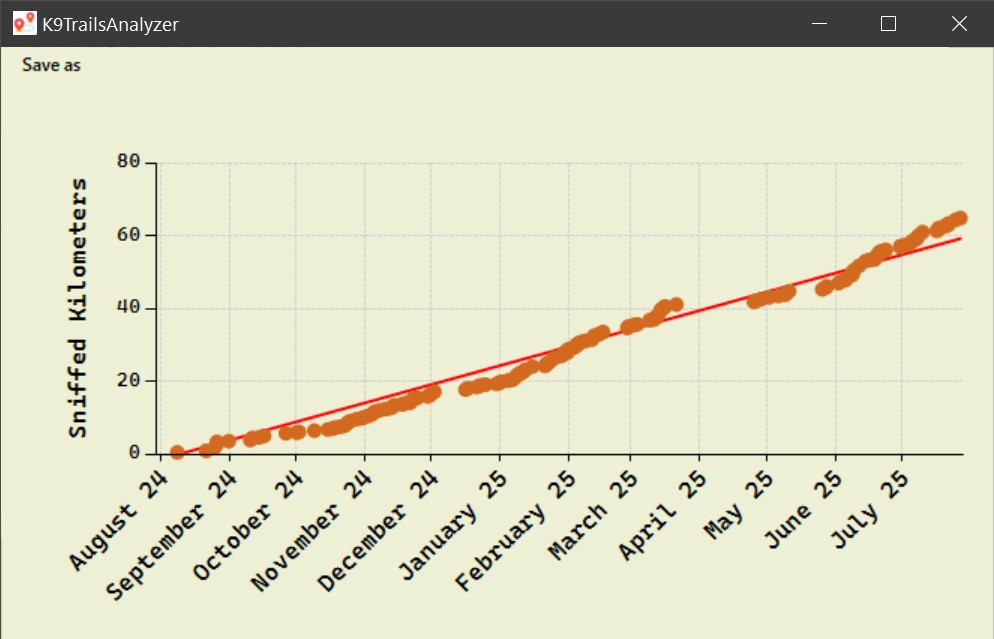 K9TrailsAnalyzer
Save as
80
60
40
20
0
Sniffed Kilometers
August 24
September 24
October 24
November 24
December 24
January 25
February 25
March 25
April 25
May 25
June 25
July 25